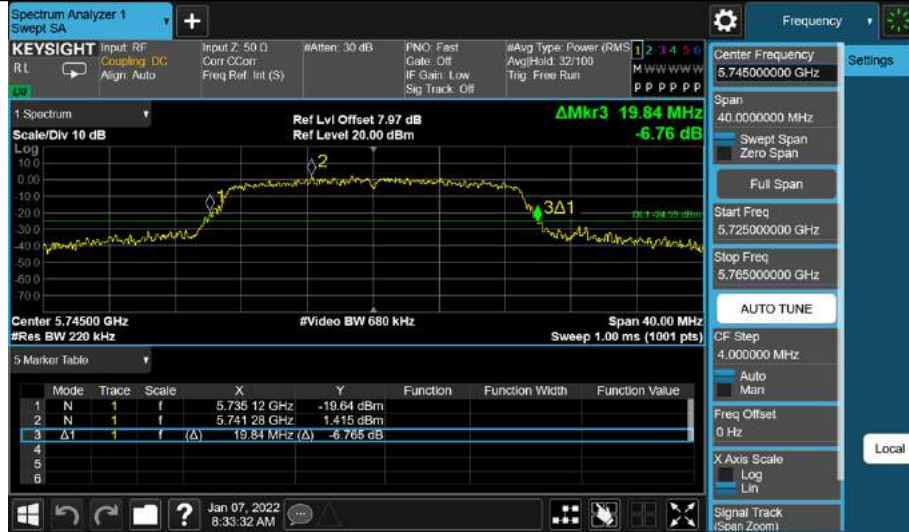 Spectrum Analyzer 1
Swept SA
Frequency
KEYSIGHT
RL
Input: RF
Coupling: DC
Align: Auto
Input Z: 50 Ω
Corr CCorr
Freq Ref: Int (S)
#Atten: 30 dB
PNO: Fast
Gate: Off
IF Gain: Low
Sig Track: Off
#Avg Type: Power (RMS
Avg|Hold: 32/100
Trig: Free Run
1 2 3 4 5 6
M W W W W W
P P P P P P
1 Spectrum
Scale/Div 10 dB
Log
Ref Lvl Offset 7.97 dB
Ref Level 20.00 dBm
ΔMkr3 19.84 MHz
-6.76 dB
10.0
0.00
-10.0
-20.0
-30.0
-40.0
-50.0
-60.0
-70.0
1
2
3Δ1
Center 5.74500 GHz
#Res BW 220 kHz
#Video BW 680 kHz
Span 40.00 MHz
Sweep 1.00 ms (1001 pts)
5 Marker Table
Mode Trace Scale X Y Function Function Width Function Value
1 N 1 f 5.735 12 GHz -19.64 dBm
2 N 1 f 5.741 28 GHz 1.415 dBm
3 Δ1 1 f (Δ) 19.84 MHz (Δ) -6.765 dB
4
5
6
Jan 07, 2022
8:33:32 AM
Center Frequency
5.745000000 GHz
Settings
Span
40.0000000 MHz
Swept Span
Zero Span
Full Span
Start Freq
5.725000000 GHz
Stop Freq
5.765000000 GHz
AUTO TUNE
CF Step
4.000000 MHz
Auto
Man
Freq Offset
0 Hz
Local
X Axis Scale
Log
Lin
Signal Track
(Span Zoom)